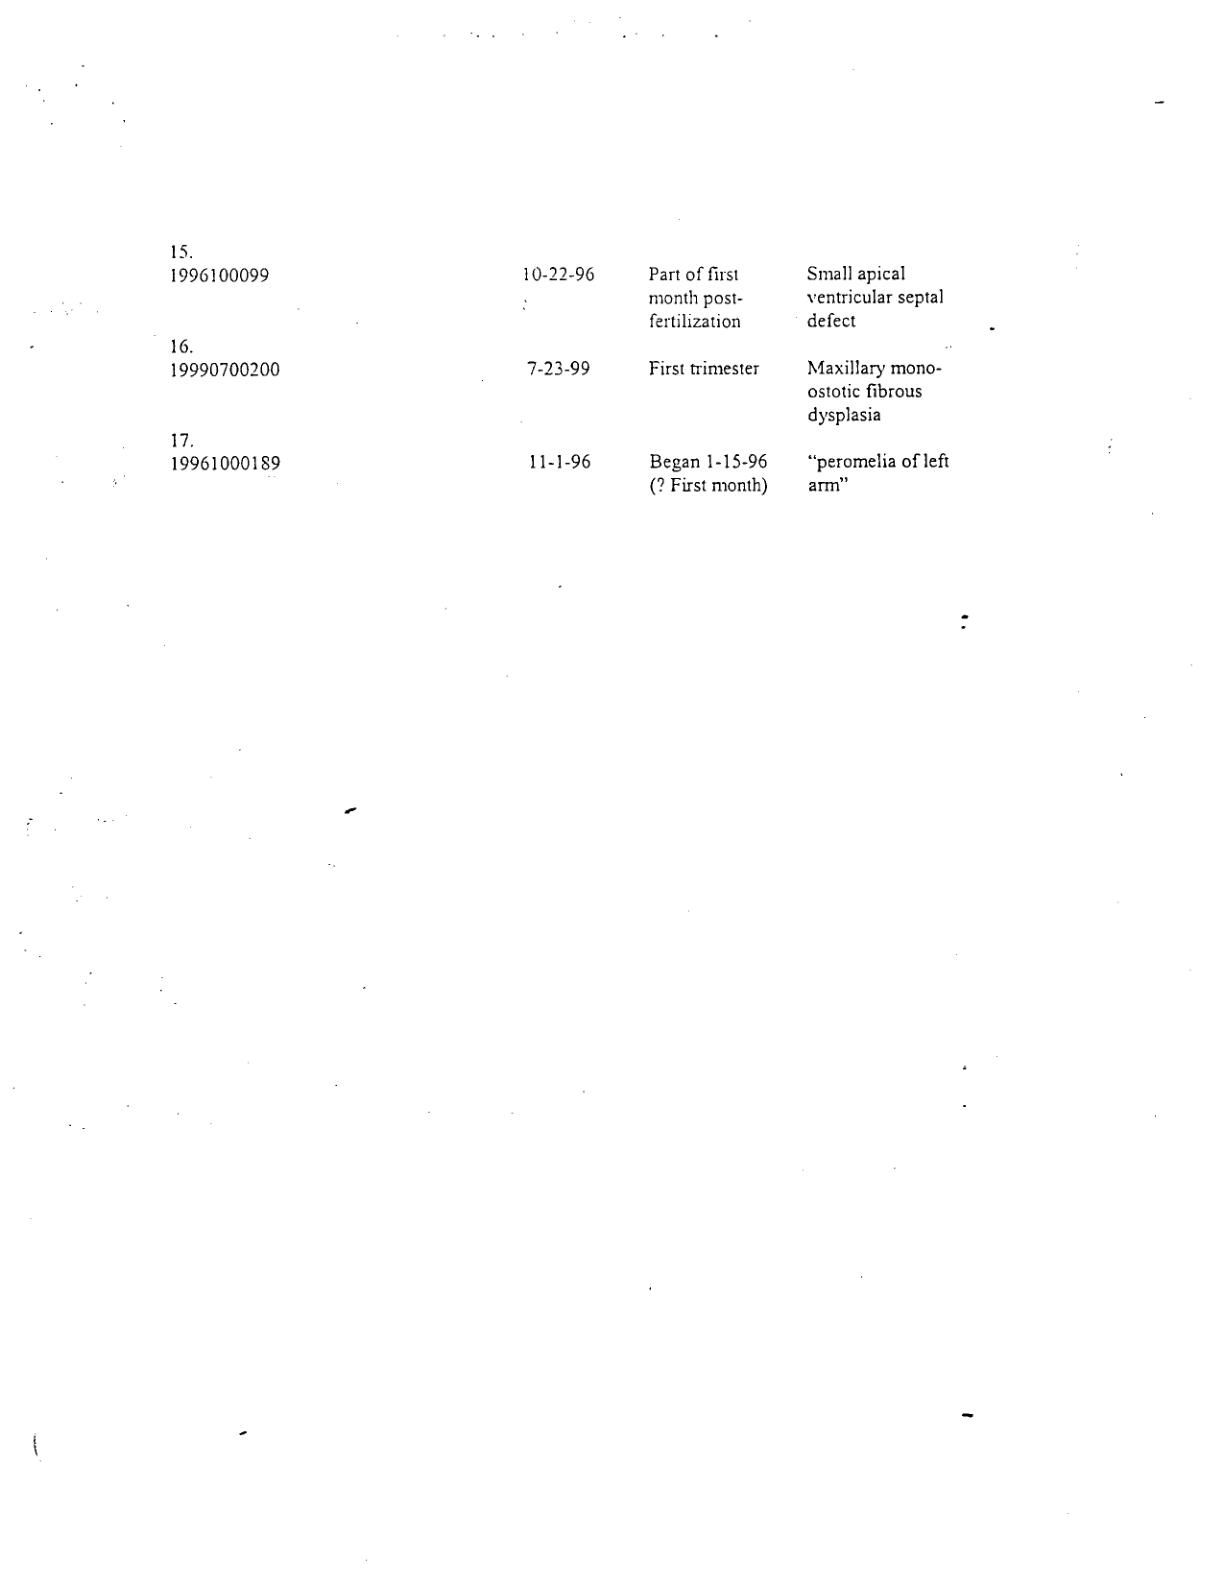 15.
1996100099 10-22-96 Part of first Small apical
month post- ventricular septal
fertilization defect
16.
19990700200 7-23-99 First trimester Maxillary mono-
ostotic fibrous
dysplasia
17.
19961000189 11-1-96 Began 1-15-96 “peromelia of left
(? First month) arm”